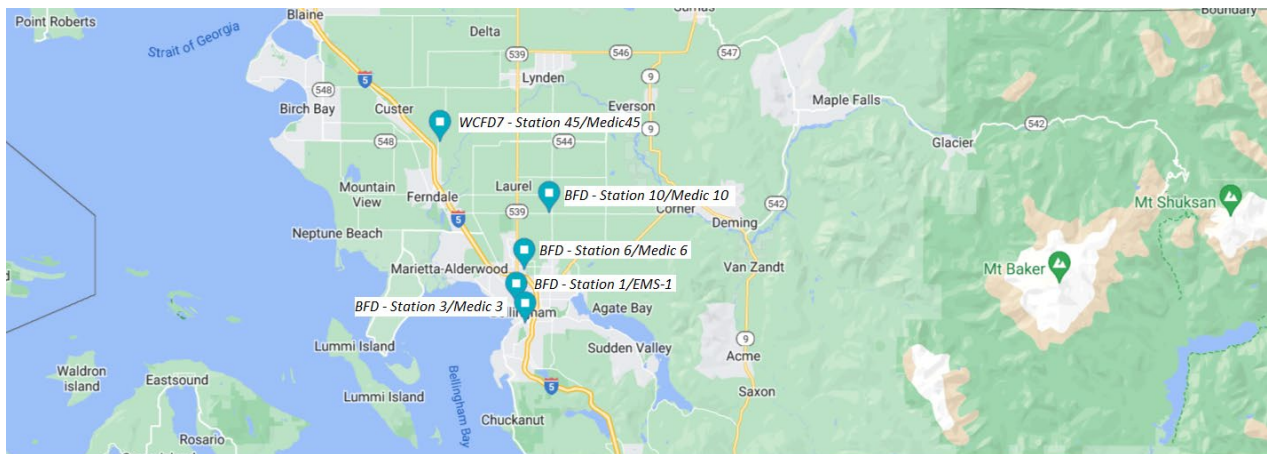 Point Roberts
Blaine
Sumas
Boundary
Strait of Georgia
Delta
546
547
539
5
Lynden
9
548
Birch Bay
Custer
Everson
Maple Falls
WCFD7 - Station 45/Medic45
9
542
548
544
Glacier
Mountain
View
Laurel
BFD - Station 10/Medic 10
Ferndale
Mt Shuksan
539
Corner
542
Deming
5
Neptune Beach
BFD - Station 6/Medic 6
Marietta-Alderwood
Van Zandt
Mt Baker
BFD - Station 1/EMS-1
BFD - Station 3/Medic 3
llingham
Agate Bay
9
Lummi Island
Sudden Valley
Acme
Waldron
island
Eastsound
5
Saxon
Lummi Island
Bellingham Bay
Chuckanut
Rosario